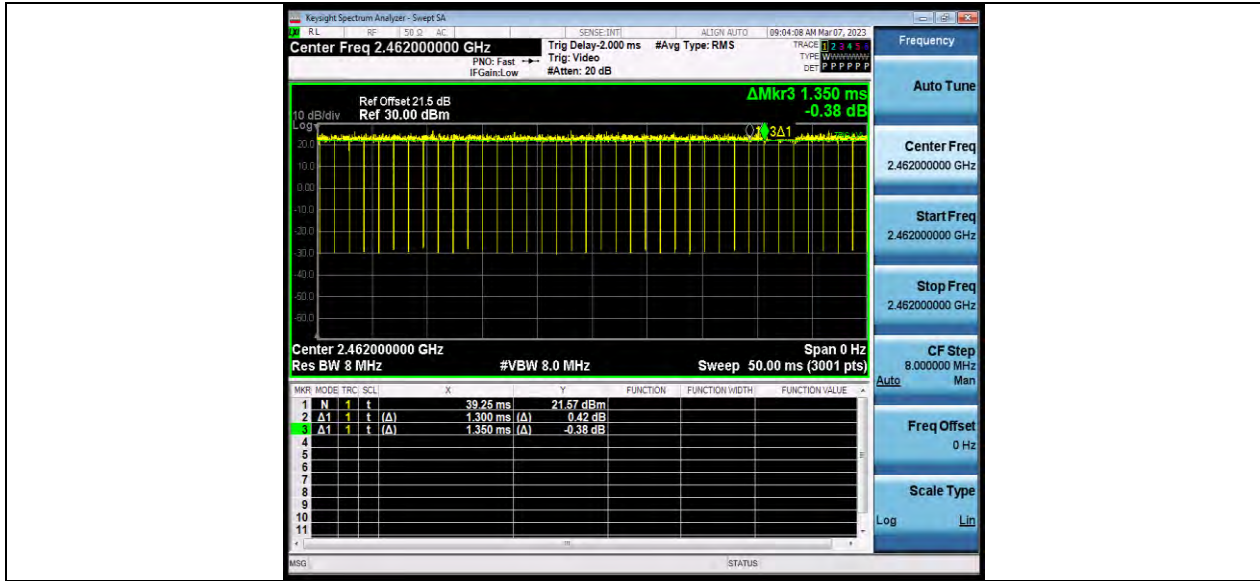 Keysight Spectrum Analyzer - Swept SA
RL RF 50 Ω AC SENSE:INT ALIGN AUTO 09:04:08 AM Mar 07, 2023
Center Freq 2.462000000 GHz
PNO: Fast
IFGain:Low
Trig Delay-2.000 ms
Trig: Video
#Atten: 20 dB
#Avg Type: RMS
TRACE 1 2 3 4 5 6
TYPE WWWWWW
DET P P P P P P
Ref Offset 21.5 dB
10 dB/div Ref 30.00 dBm
Log
ΔMkr3 1.350 ms
-0.38 dB
3Δ1
20.0
10.0
0.00
-10.0
-20.0
-30.0
-40.0
-50.0
-60.0
Center 2.462000000 GHz Span 0 Hz
Res BW 8 MHz #VBW 8.0 MHz Sweep 50.00 ms (3001 pts)
MKR MODE TRC SCL X Y FUNCTION FUNCTION WIDTH FUNCTION VALUE
1 N 1 t 39.25 ms 21.57 dBm
2 Δ1 1 t (Δ) 1.300 ms (Δ) 0.42 dB
3 Δ1 1 t (Δ) 1.350 ms (Δ) -0.38 dB
4
5
6
7
8
9
10
11
MSG STATUS
Frequency
Auto Tune
Center Freq
2.462000000 GHz
Start Freq
2.462000000 GHz
Stop Freq
2.462000000 GHz
CF Step
8.000000 MHz
Auto Man
Freq Offset
0 Hz
Scale Type
Log Lin